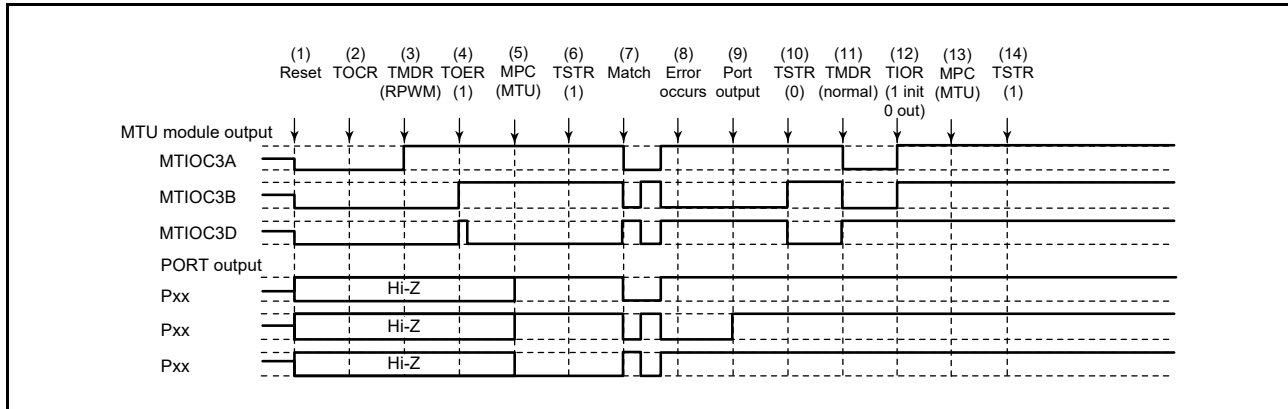 (1) (2) (3) (4) (5) (6) (7) (8) (9) (10) (11) (12) (13) (14)
Reset TOCR TMDR TOER MPC TSTR Match Error Port TSTR TMDR TIOR MPC TSTR
(RPWM) (1) (MTU) (1) occurs output (0) (normal) (1 init (MTU) (1)
0 out)
MTU module output
MTIOC3A
MTIOC3B
MTIOC3D
PORT output
Pxx Hi-Z
Pxx Hi-Z
Pxx Hi-Z